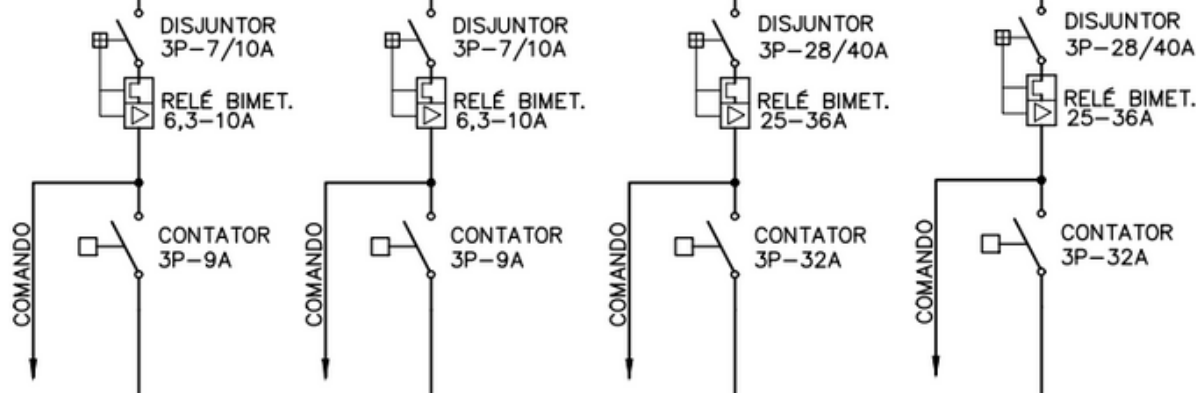 DISJUNTOR
3P-7/10A
RELÉ BIMET.
6,3-10A
COMANDO
CONTATOR
3P-9A
DISJUNTOR
3P-7/10A
RELÉ BIMET.
6,3-10A
COMANDO
CONTATOR
3P-9A
DISJUNTOR
3P-28/40A
RELÉ BIMET.
25-36A
COMANDO
CONTATOR
3P-32A
DISJUNTOR
3P-28/40A
RELÉ BIMET.
25-36A
COMANDO
CONTATOR
3P-32A